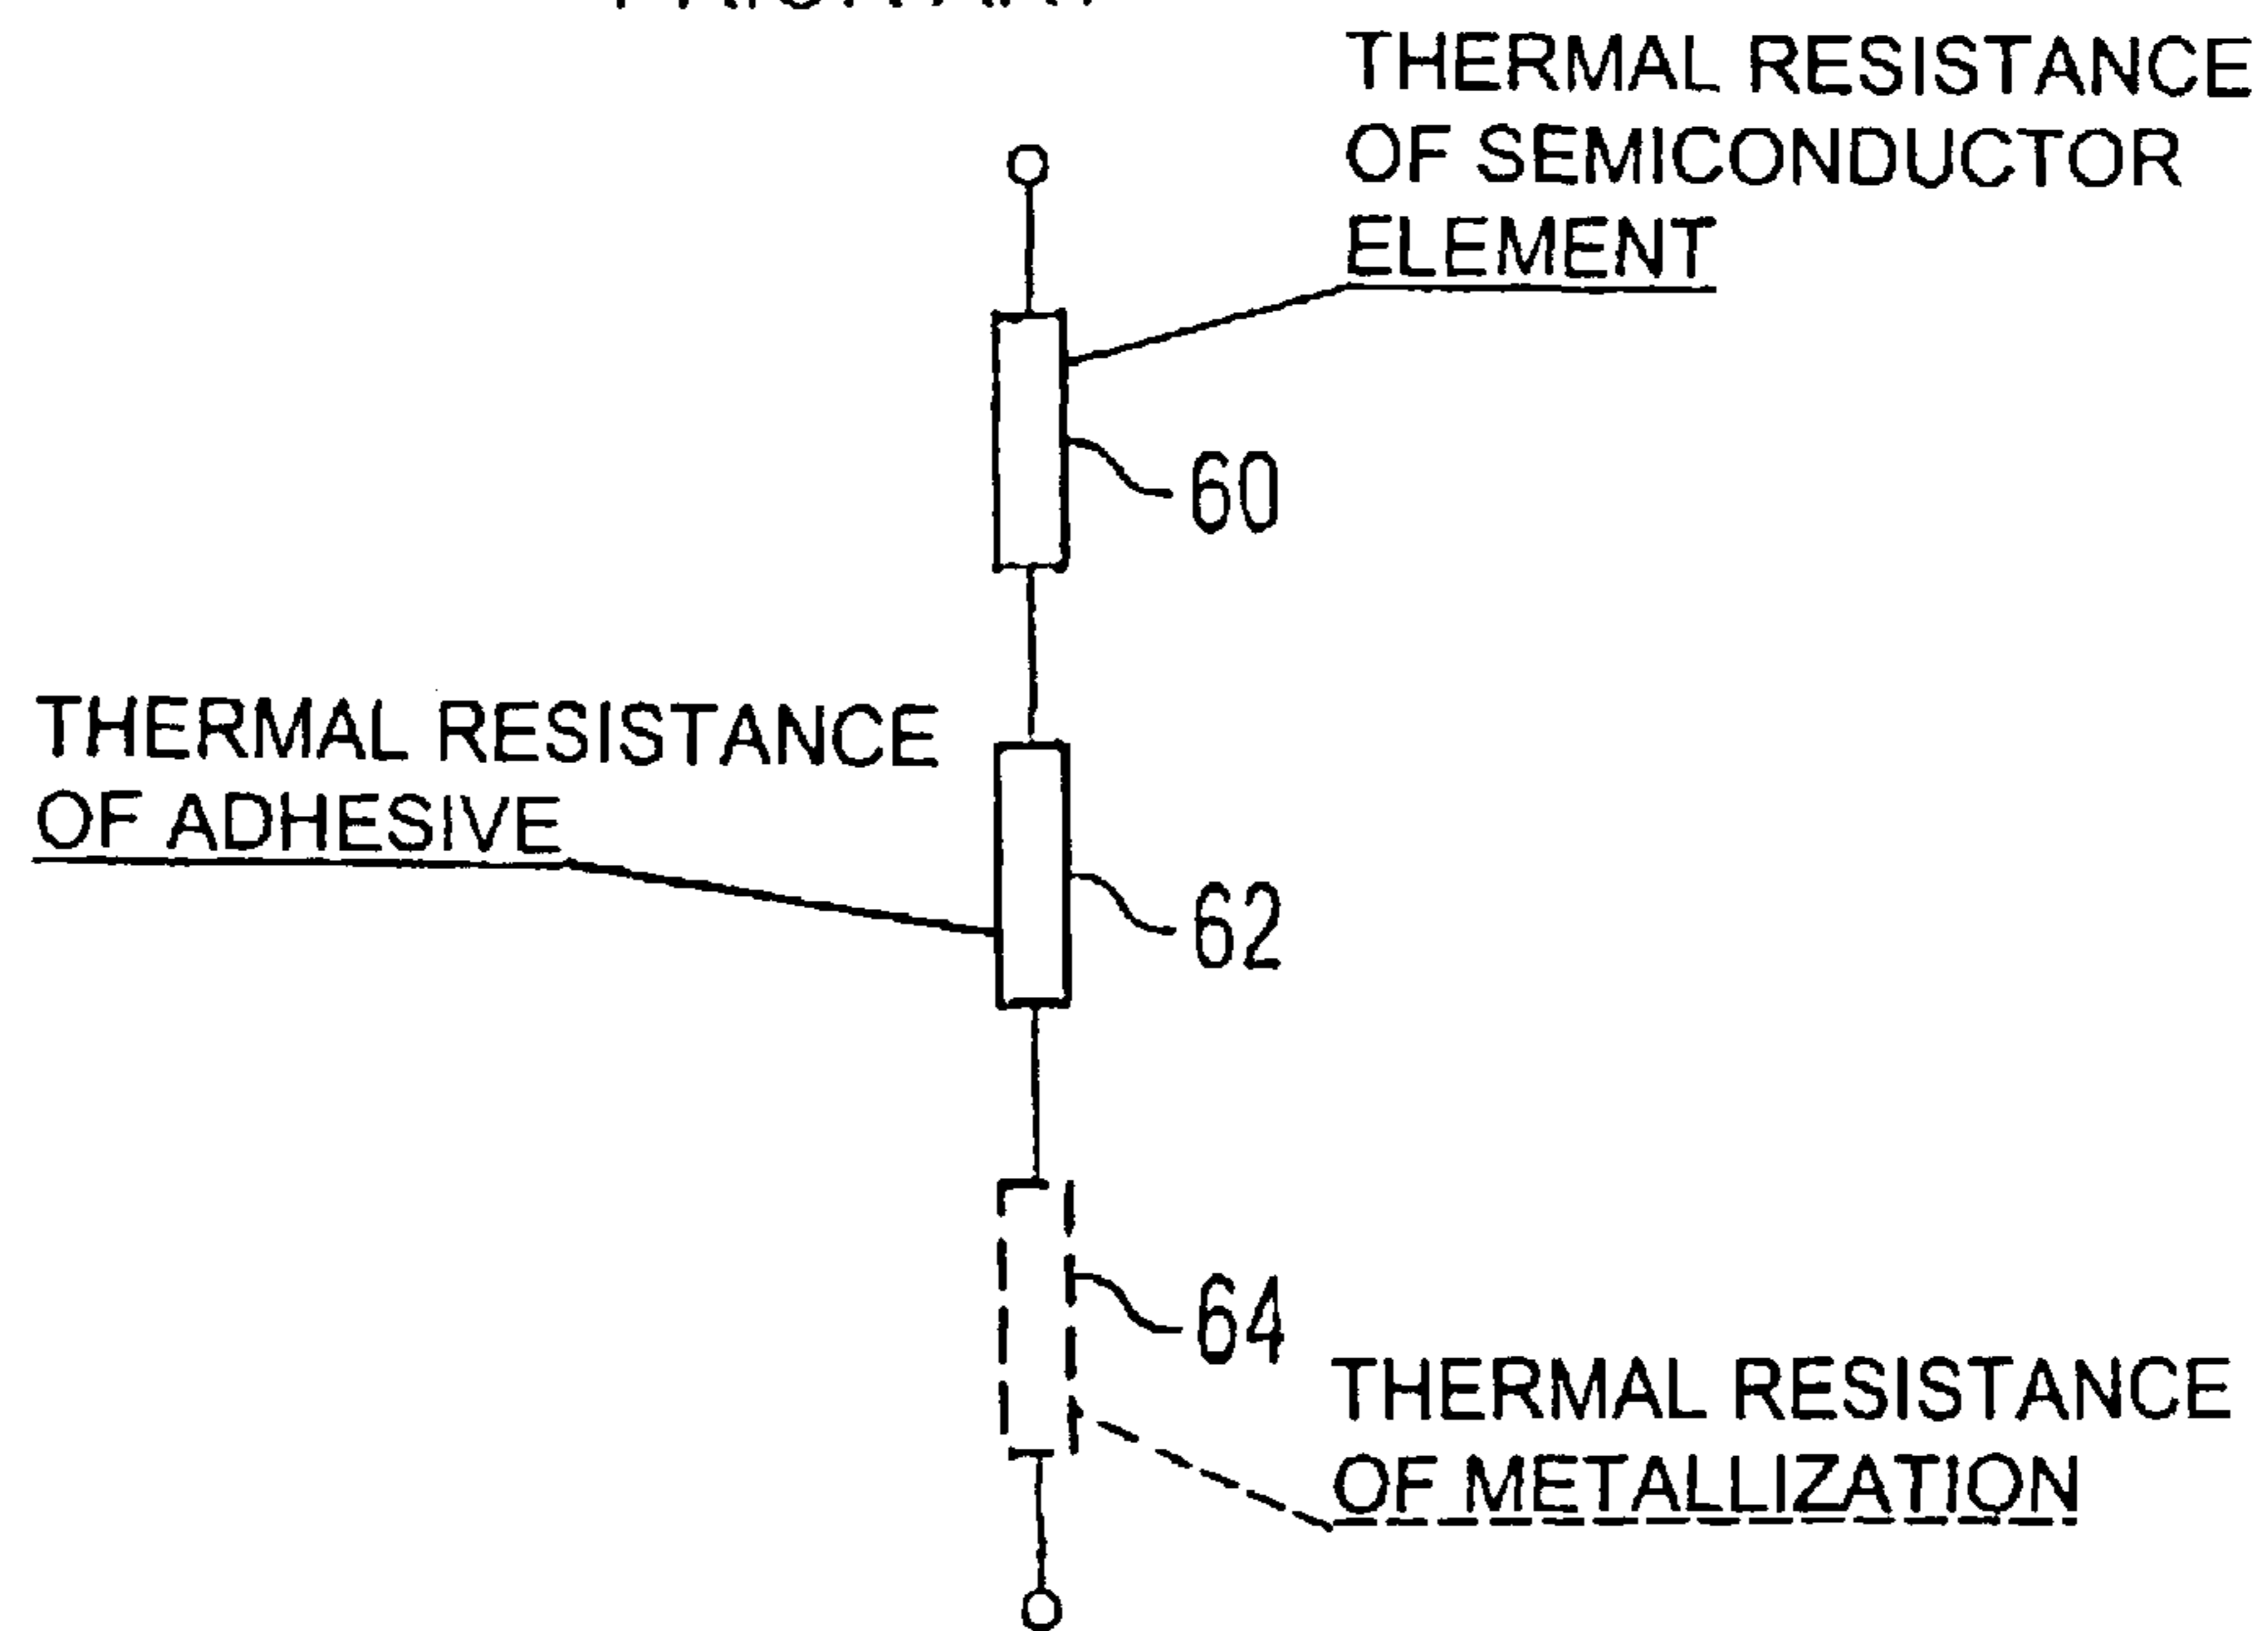 THERMAL RESISTANCE
OF SEMICONDUCTOR
ELEMENT
60
THERMAL RESISTANCE
OF ADHESIVE
62
64
THERMAL RESISTANCE
OF METALLIZATION